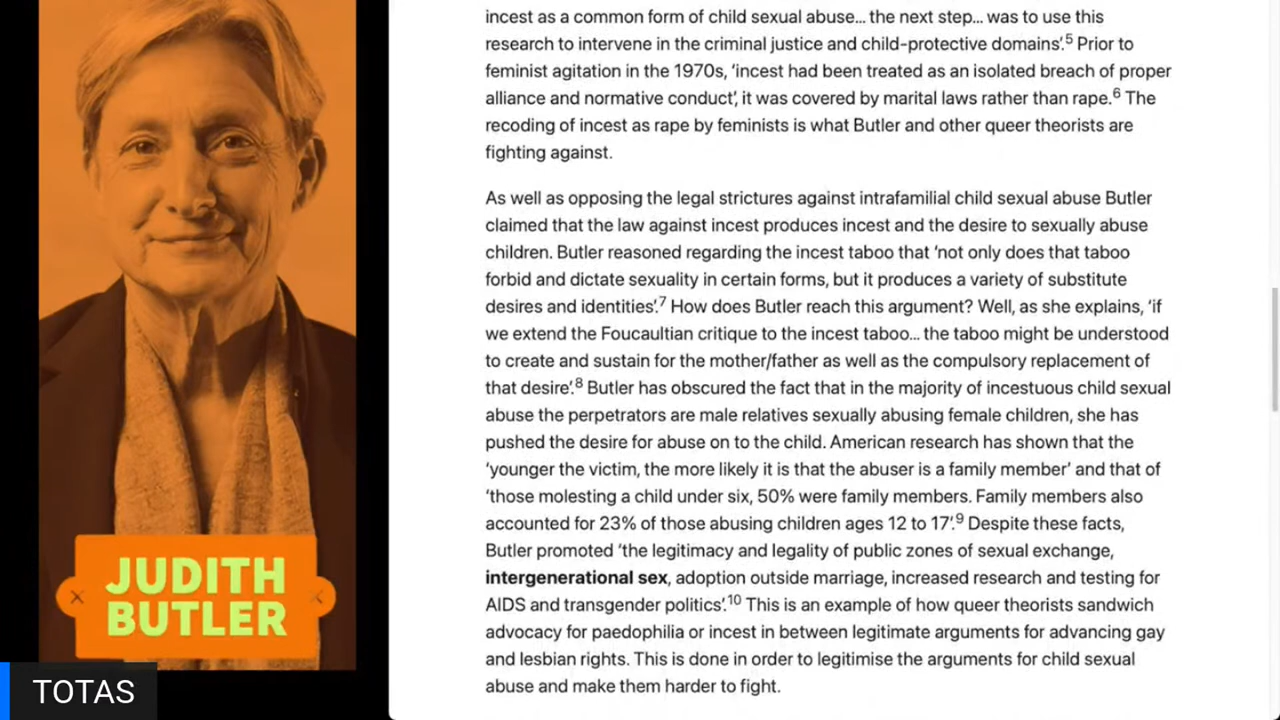 incest as a common form of child sexual abuse… the next step… was to use this
research to intervene in the criminal justice and child-protective domains’.5 Prior to
feminist agitation in the 1970s, ‘incest had been treated as an isolated breach of proper
alliance and normative conduct’, it was covered by marital laws rather than rape.6 The
recoding of incest as rape by feminists is what Butler and other queer theorists are
fighting against.
As well as opposing the legal strictures against intrafamilial child sexual abuse Butler
claimed that the law against incest produces incest and the desire to sexually abuse
children. Butler reasoned regarding the incest taboo that ‘not only does that taboo
forbid and dictate sexuality in certain forms, but it produces a variety of substitute
desires and identities’.7 How does Butler reach this argument? Well, as she explains, ‘if
we extend the Foucaultian critique to the incest taboo… the taboo might be understood
to create and sustain for the mother/father as well as the compulsory replacement of
that desire’.8 Butler has obscured the fact that in the majority of incestuous child sexual
abuse the perpetrators are male relatives sexually abusing female children, she has
pushed the desire for abuse on to the child. American research has shown that the
‘younger the victim, the more likely it is that the abuser is a family member’ and that of
‘those molesting a child under six, 50% were family members. Family members also
accounted for 23% of those abusing children ages 12 to 17’.9 Despite these facts,
Butler promoted ‘the legitimacy and legality of public zones of sexual exchange,
intergenerational sex, adoption outside marriage, increased research and testing for
AIDS and transgender politics’.10 This is an example of how queer theorists sandwich
advocacy for paedophilia or incest in between legitimate arguments for advancing gay
and lesbian rights. This is done in order to legitimise the arguments for child sexual
abuse and make them harder to fight.
JUDITH
BUTLER
TOTAS